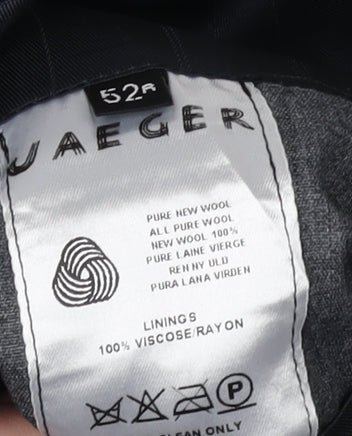 52R
JAEGER
PURE NEW WOOL
ALL PURE WOOL
NEW WOOL 100%
PURE LAINE VIERGE
REN NY ULD
PURA LANA VIRDEN
LININGS
100% VISCOSE/RAYON
P
CLEAN ONLY